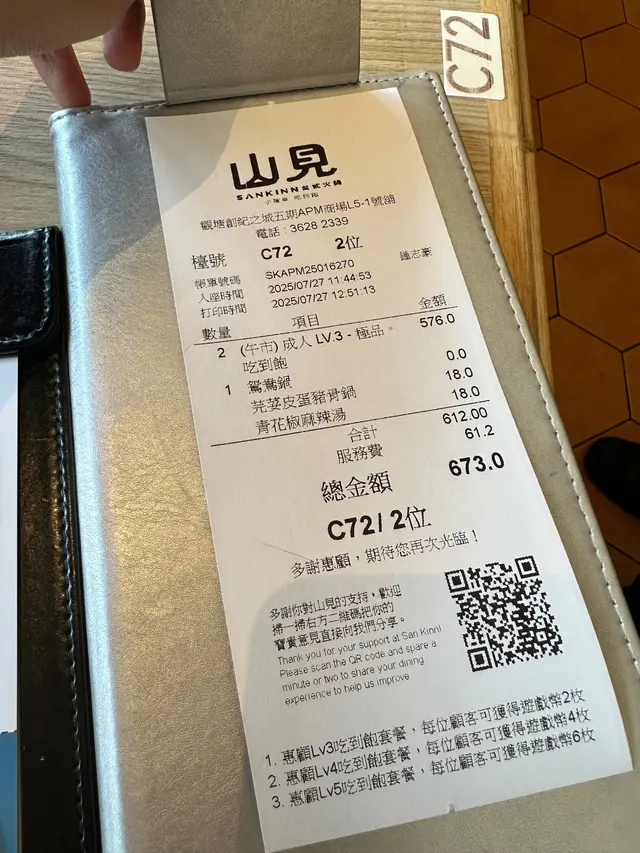 C72
山見
SANKINN 台式火鍋
觀塘創紀之城五期APM商場L5-1號舖
電話 : 3628 2339
檯號 C72 2位
帳單號碼 SKAPM25016270 鍾志豪
入座時間 2025/07/27 11:44:53
打印時間 2025/07/27 12:51:13
數量 項目 金額
2 (午市) 成人 LV.3 - 極品。 576.0
吃到飽
1 鴛鴦鍋 0.0
芫荽皮蛋豬骨鍋 18.0
青花椒麻辣湯 18.0
合計 612.00
服務費 61.2
總金額 673.0
C72 / 2位
多謝惠顧，期待您再次光臨！
多謝你對山見的支持，歡迎
掃一掃右方二維碼把你的
寶貴意見直接向我們分享。
Thank you for your support at San Kinn!
Please scan the QR code and spare a
minute or two to share your dining
experience to help us improve
1. 惠顧Lv3吃到飽套餐，每位顧客可獲得遊戲幣2枚
2. 惠顧Lv4吃到飽套餐，每位顧客可獲得遊戲幣4枚
3. 惠顧Lv5吃到飽套餐，每位顧客可獲得遊戲幣6枚